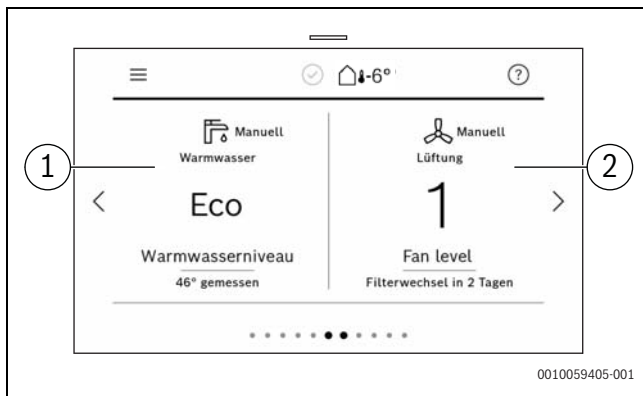 -6°
?
Manuell
Warmwasser
Eco
Warmwasserniveau
46° gemessen
Manuell
Lüftung
1
Fan level
Filterwechsel in 2 Tagen
1
2
0010059405-001